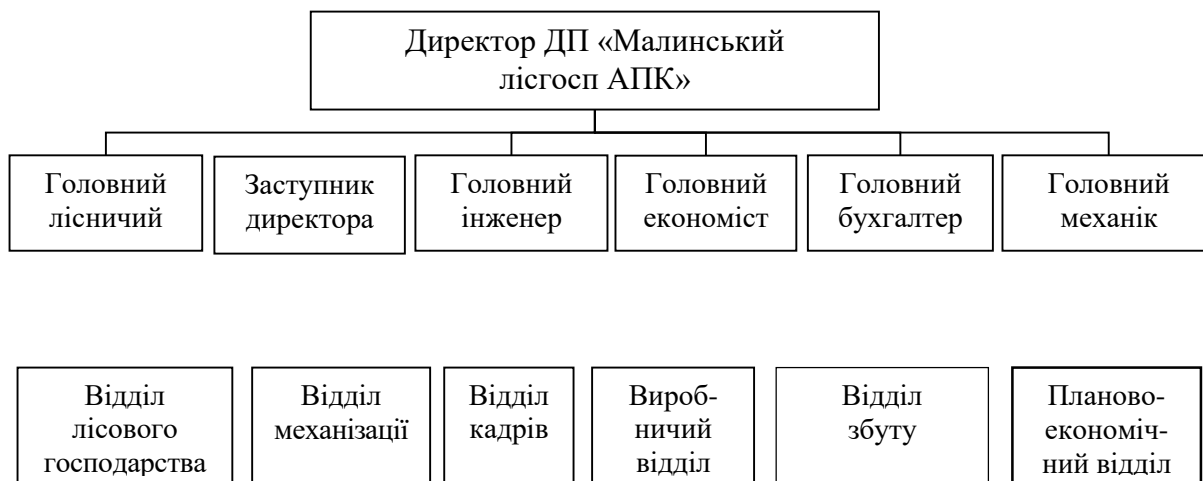 Директор ДП «Малинський
лісгосп АПК»
Головний
лісничий
Заступник
директора
Головний
інженер
Головний
економіст
Головний
бухгалтер
Головний
механік
Відділ
лісового
господарства
Відділ
механізації
Відділ
кадрів
Вироб-
ничий
відділ
Відділ
збуту
Планово-
економіч-
ний відділ